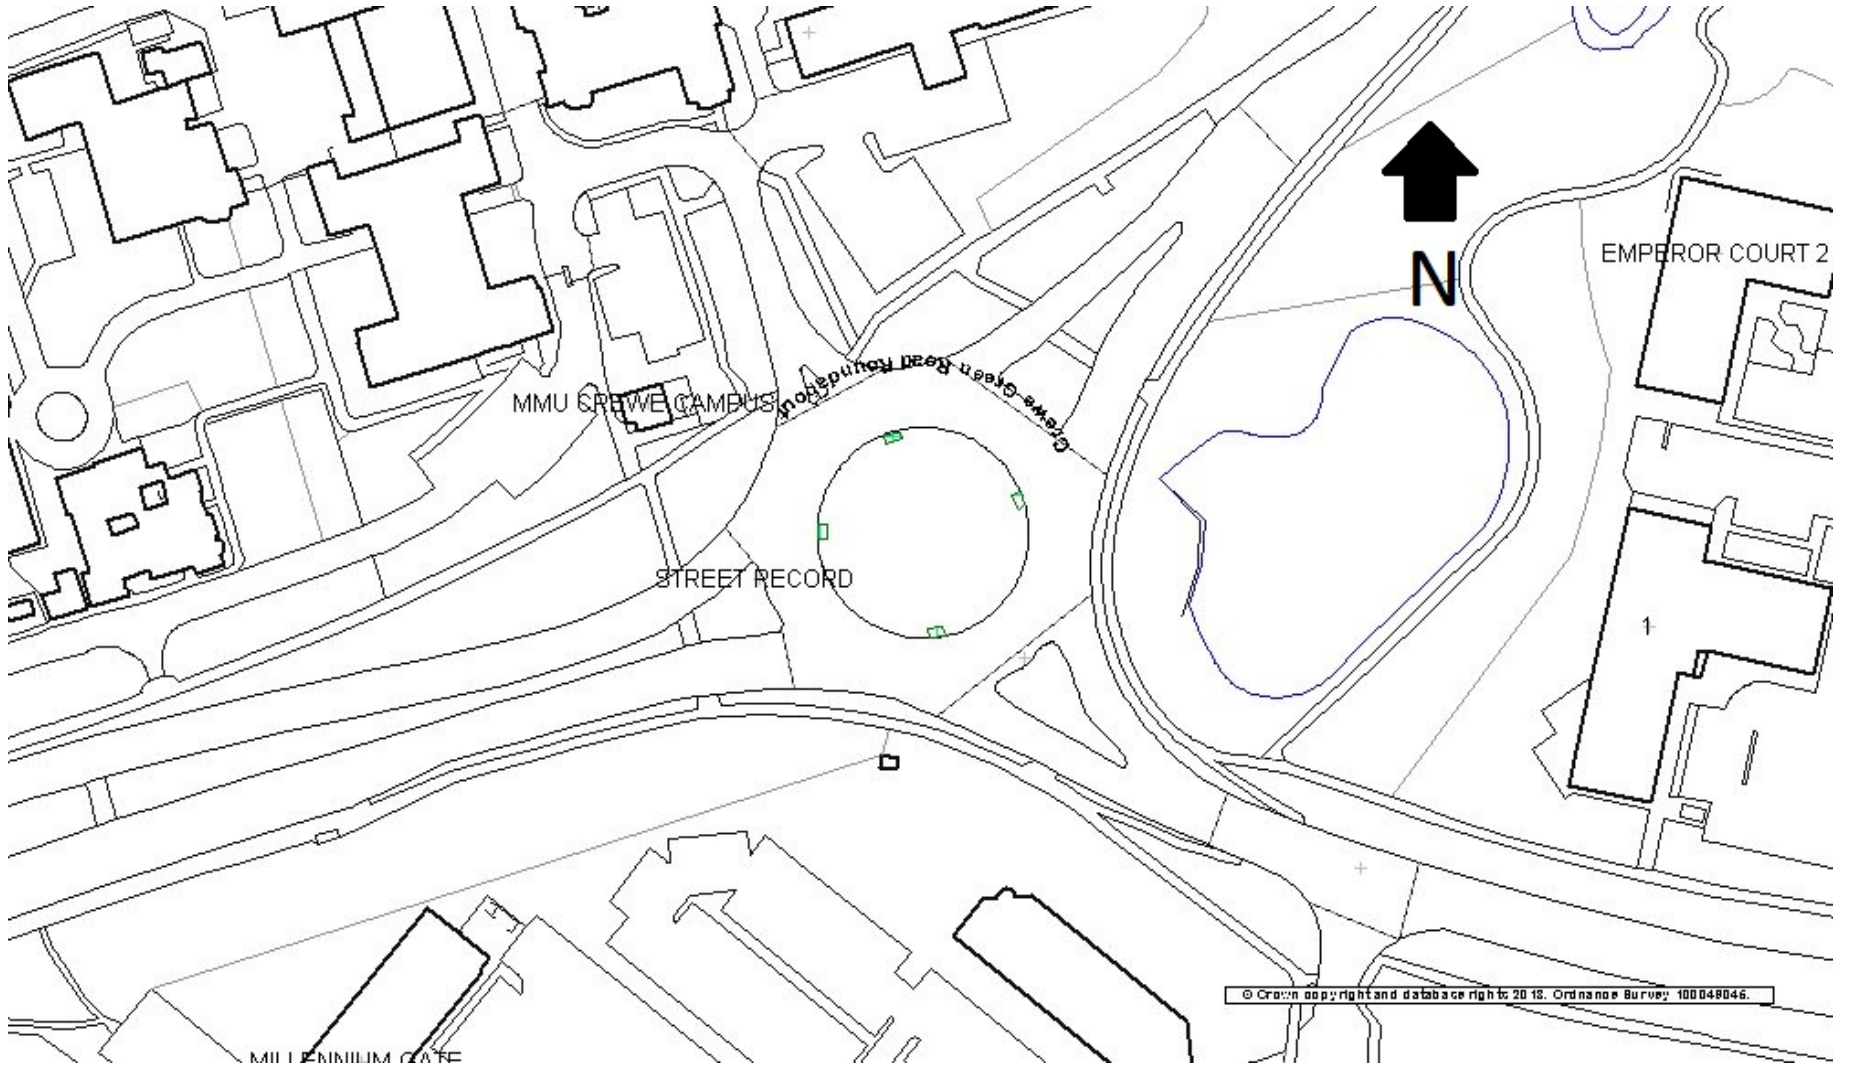 EMPEROR COURT 2
N
Crewe Green Road Roundabout
MMU CREWE CAMPUS
STREET RECORD
1
© Crown copyright and database rights 2018. Ordnance Survey 100049046.
MILLENNIUM GATE